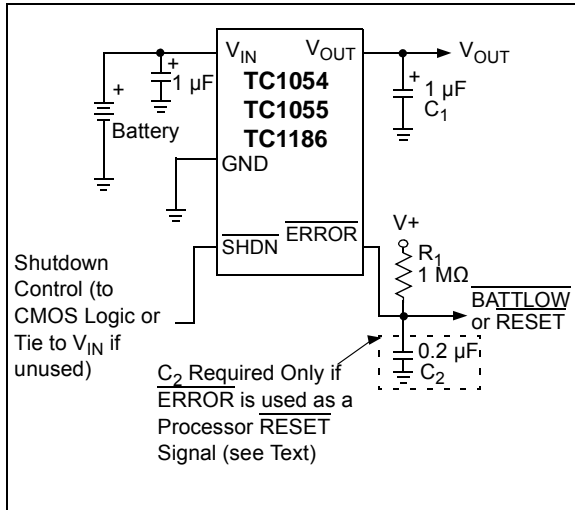 V_IN V_OUT
TC1054
TC1055
TC1186
GND
SHDN ERROR
+
1 µF
+
Battery
V_OUT
+
1 µF
C_1
V+
R_1
1 MΩ
BATTLOW
or RESET
0.2 µF
C_2
Shutdown
Control (to
CMOS Logic or
Tie to V_IN if
unused)
C_2 Required Only if
ERROR is used as a
Processor RESET
Signal (see Text)